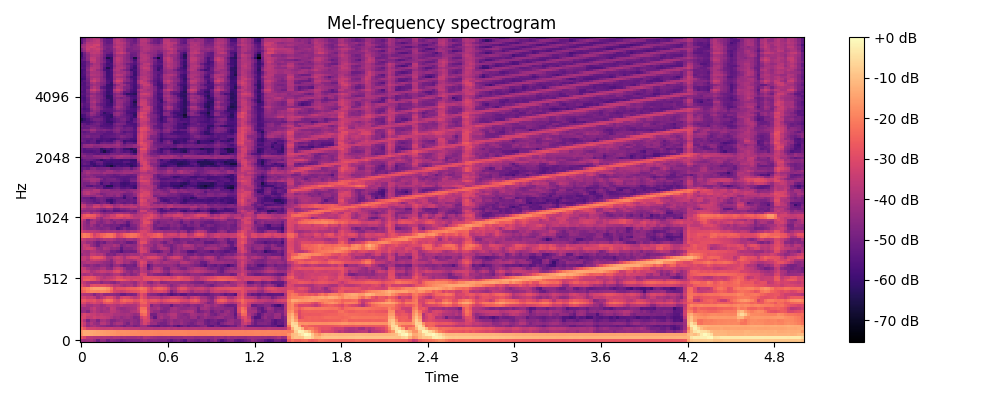 Mel-frequency spectrogram
Hz
4096
2048
1024
512
0
0 0.6 1.2 1.8 2.4 3 3.6 4.2 4.8
Time
+0 dB
-10 dB
-20 dB
-30 dB
-40 dB
-50 dB
-60 dB
-70 dB